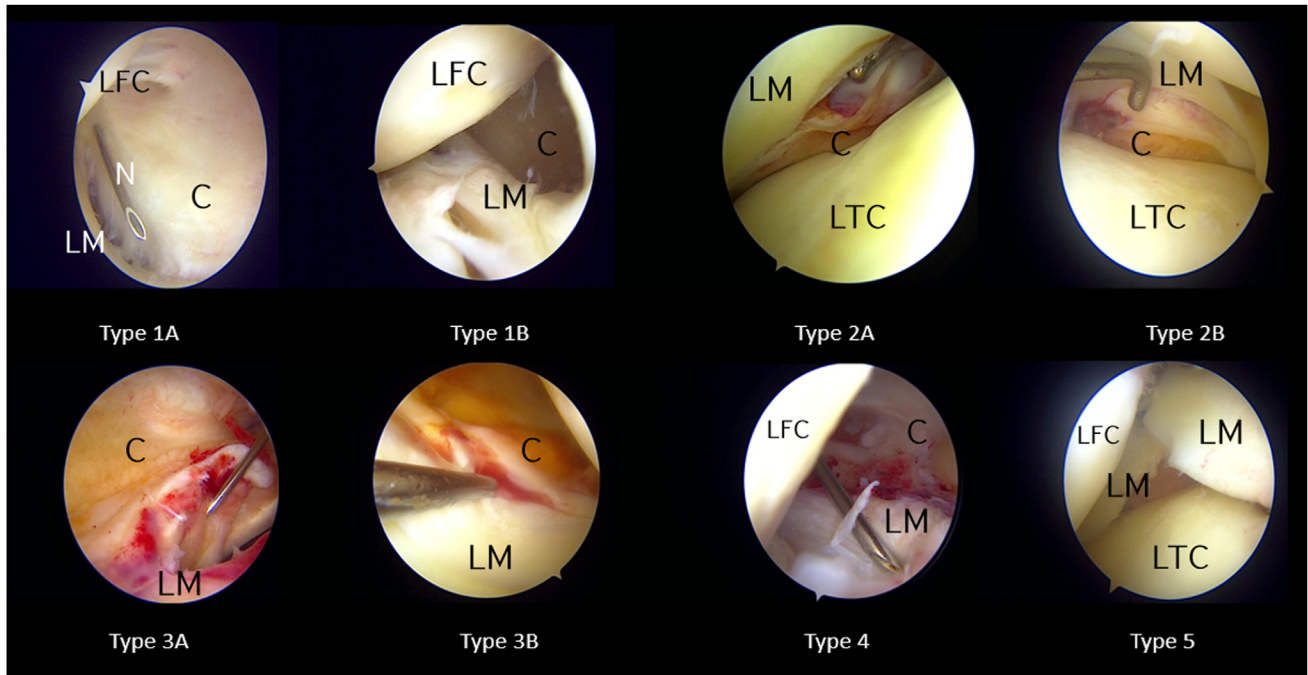 LFC
N
C
LM
LFC
C
LM
LM
C
LTC
LM
C
LTC
Type 1A
Type 1B
Type 2A
Type 2B
C
LM
C
LM
LFC
C
LM
LFC
LM
LM
LTC
Type 3A
Type 3B
Type 4
Type 5